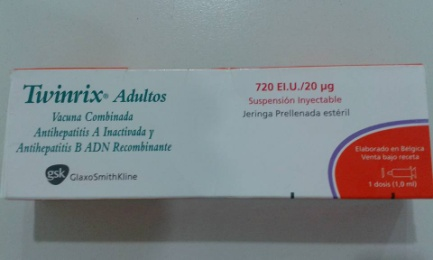 Twinrix® Adultos
Vacuna Combinada
Antihepatitis A Inactivada y
Antihepatitis B ADN Recombinante
gsk GlaxoSmithKline
720 El.U./20 µg
Suspensión Inyectable
Jeringa Prellenada estéril
Elaborado en Bélgica
Venta bajo receta
1 dosis (1,0 ml)